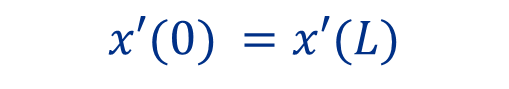 x′(0) = x′(L)